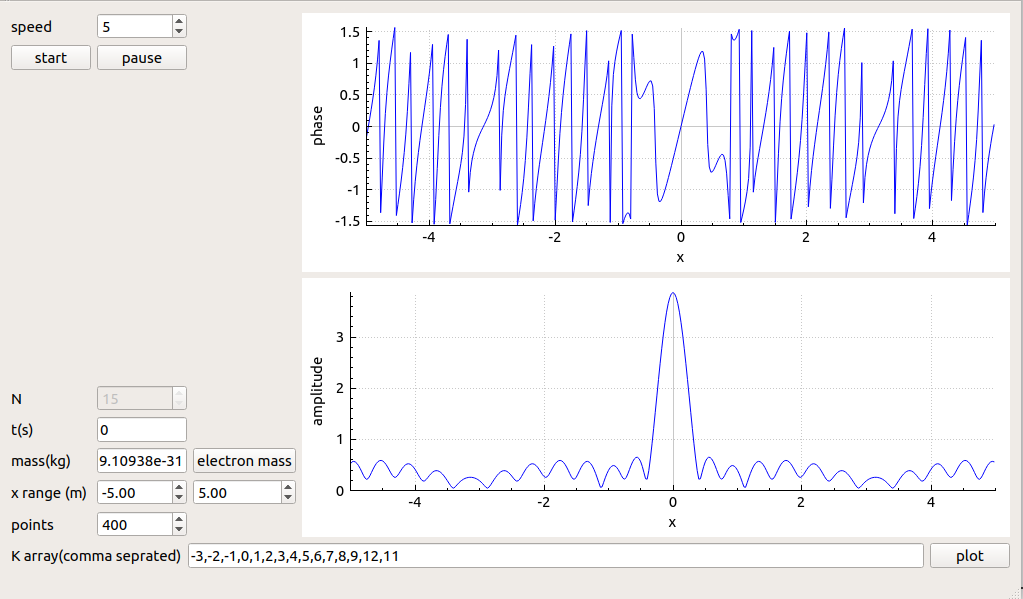 speed 5
start pause
N 15
t(s) 0
mass(kg) 9.10938e-31 electron mass
x range (m) -5.00 5.00
points 400
K array(comma seprated) -3,-2,-1,0,1,2,3,4,5,6,7,8,9,12,11 plot
phase
1.5
1
0.5
0
-0.5
-1
-1.5
-4 -2 0 2 4
x
amplitude
3
2
1
0
-4 -2 0 2 4
x